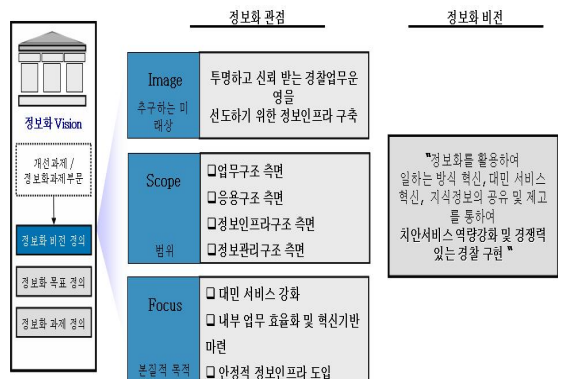 정보화 관점
정보화 비전
정보화 Vision
개선과제 /
정보화과제부문
정보화 비전 정의
정보화 목표 정의
정보화 과제 정의
Image
추구하는 미
래상
투명하고 신뢰 받는 경찰업무운
영을
선도하기 위한 정보인프라 구축
Scope
범위
❑업무구조 측면
❑응용구조 측면
❑정보인프라구조 측면
❑정보관리구조 측면
Focus
본질적 목적
❑ 대민 서비스 강화
❑ 내부 업무 효율화 및 혁신기반
마련
❑ 안정적 정보인프라 도입
"정보화를 활용하여
일하는 방식 혁신,대민 서비스
혁신, 지식정보의 공유 및 제고
를 통하여
치안서비스 역량강화 및 경쟁력
있는 경찰 구현 "